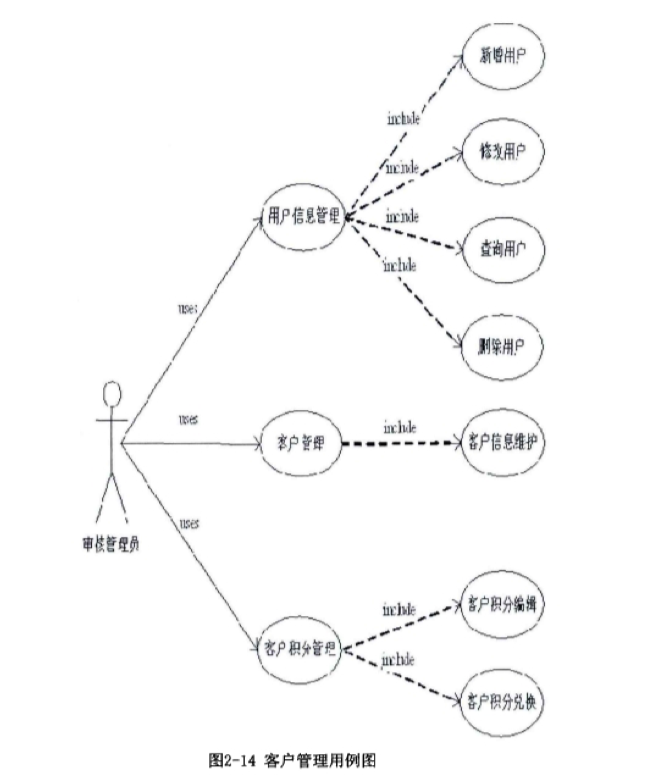 新增用户
include
修改用户
include
用户信息管理
include
查询用户
include
uses
删除用户
uses
客户管理
include
客户信息维护
uses
审核管理员
客户积分编辑
include
客户积分管理
include
客户积分兑换
图2-14 客户管理用例图